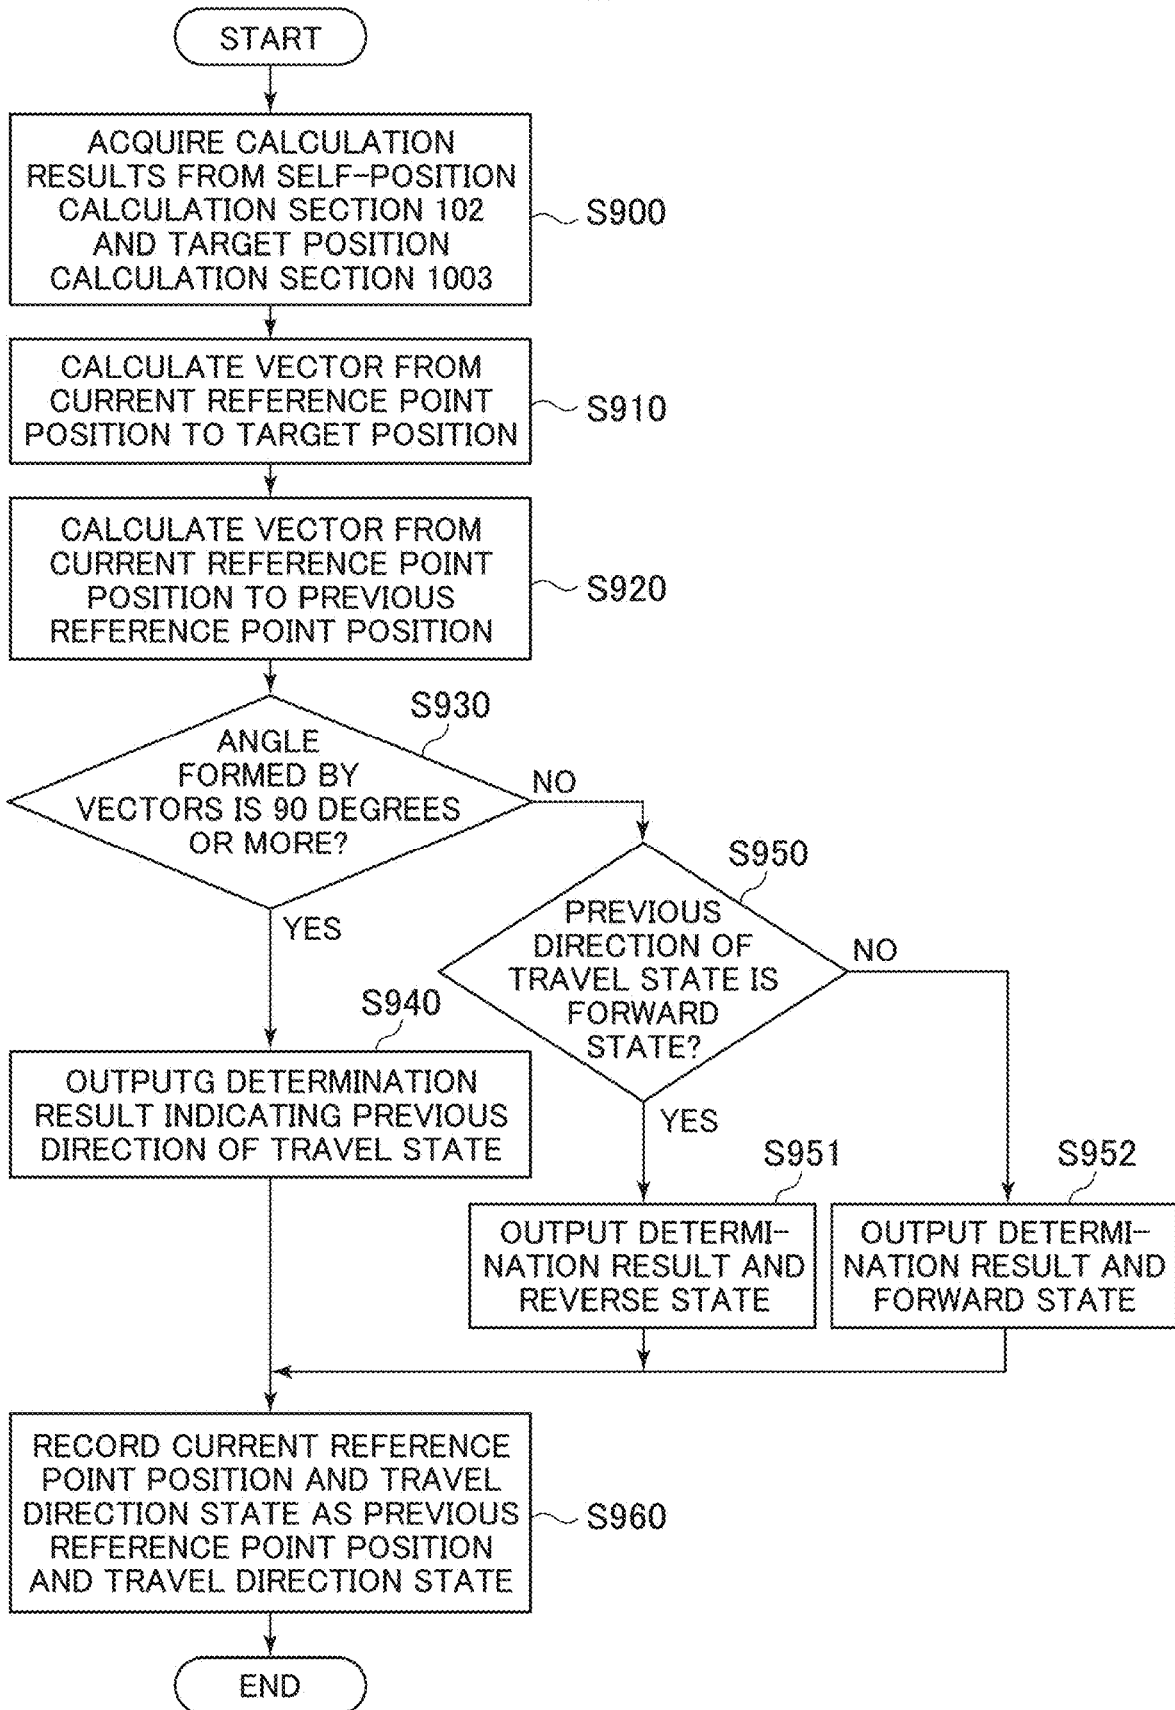 START
ACQUIRE CALCULATION
RESULTS FROM SELF-POSITION
CALCULATION SECTION 102
AND TARGET POSITION
CALCULATION SECTION 1003
S900
CALCULATE VECTOR FROM
CURRENT REFERENCE POINT
POSITION TO TARGET POSITION
S910
CALCULATE VECTOR FROM
CURRENT REFERENCE POINT
POSITION TO PREVIOUS
REFERENCE POINT POSITION
S920
S930
ANGLE
FORMED BY
VECTORS IS 90 DEGREES
OR MORE?
NO
YES
S950
PREVIOUS
DIRECTION OF
TRAVEL STATE IS
FORWARD
STATE?
NO
YES
S940
OUTPUTG DETERMINATION
RESULT INDICATING PREVIOUS
DIRECTION OF TRAVEL STATE
S951
OUTPUT DETERMI-
NATION RESULT AND
REVERSE STATE
S952
OUTPUT DETERMI-
NATION RESULT AND
FORWARD STATE
RECORD CURRENT REFERENCE
POINT POSITION AND TRAVEL
DIRECTION STATE AS PREVIOUS
REFERENCE POINT POSITION
AND TRAVEL DIRECTION STATE
S960
END